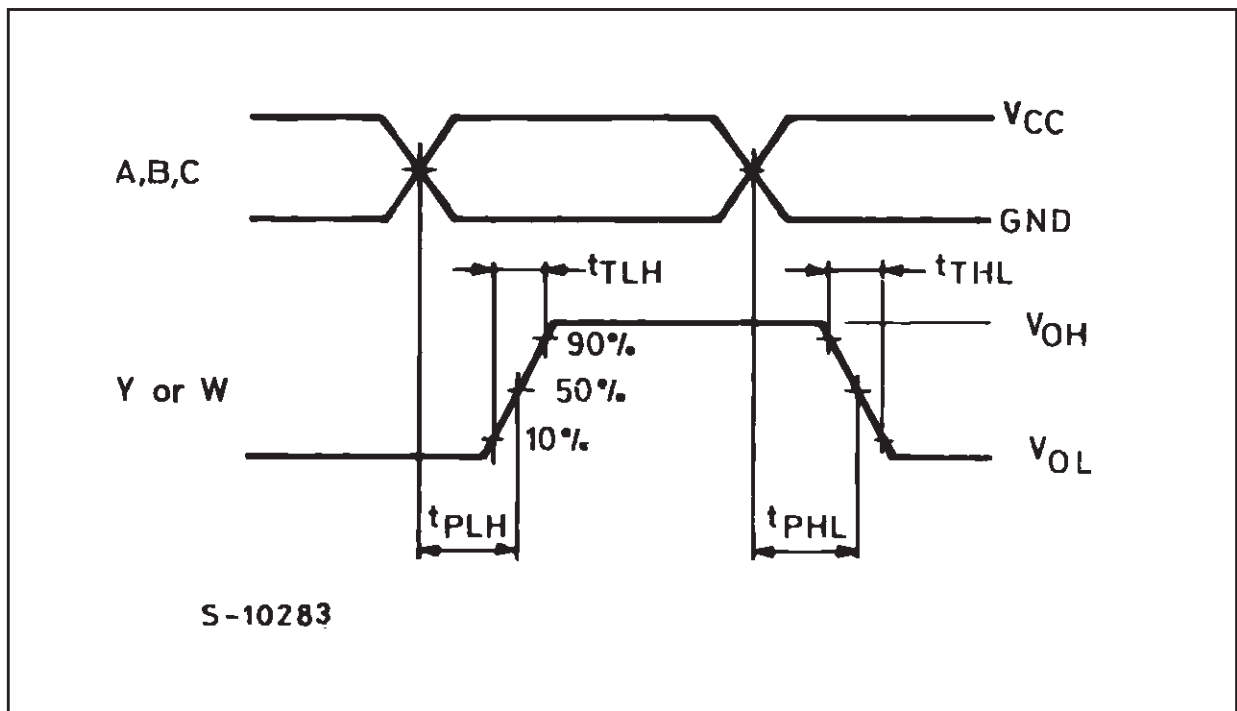 VCC
A,B,C
GND
tTLH
tTHL
VOH
90%
Y or W
50%
10%
VOL
tPLH
tPHL
S-10283